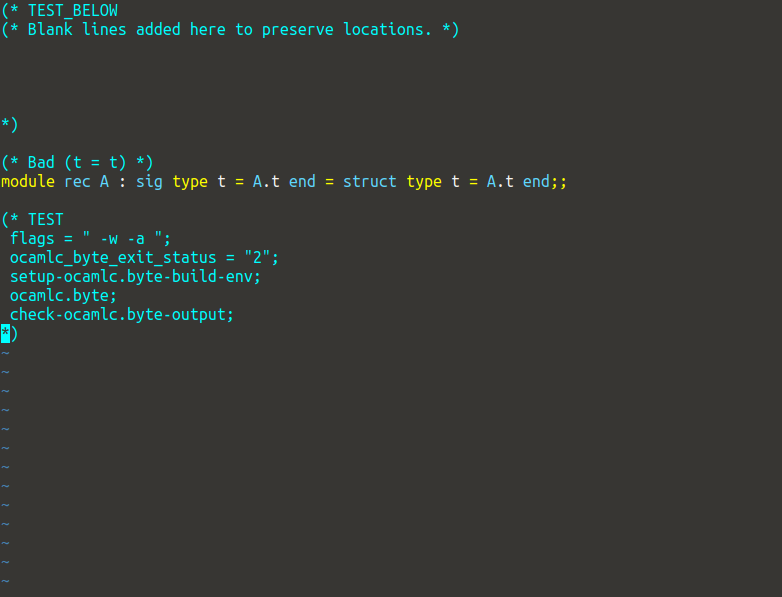 (* TEST_BELOW
(* Blank lines added here to preserve locations. *)
*)
(* Bad (t = t) *)
module rec A : sig type t = A.t end = struct type t = A.t end;;
(* TEST
 flags = " -w -a ";
 ocamlc_byte_exit_status = "2";
 setup-ocamlc.byte-build-env;
 ocamlc.byte;
 check-ocamlc.byte-output;
*)
~
~
~
~
~
~
~
~
~
~
~
~
~